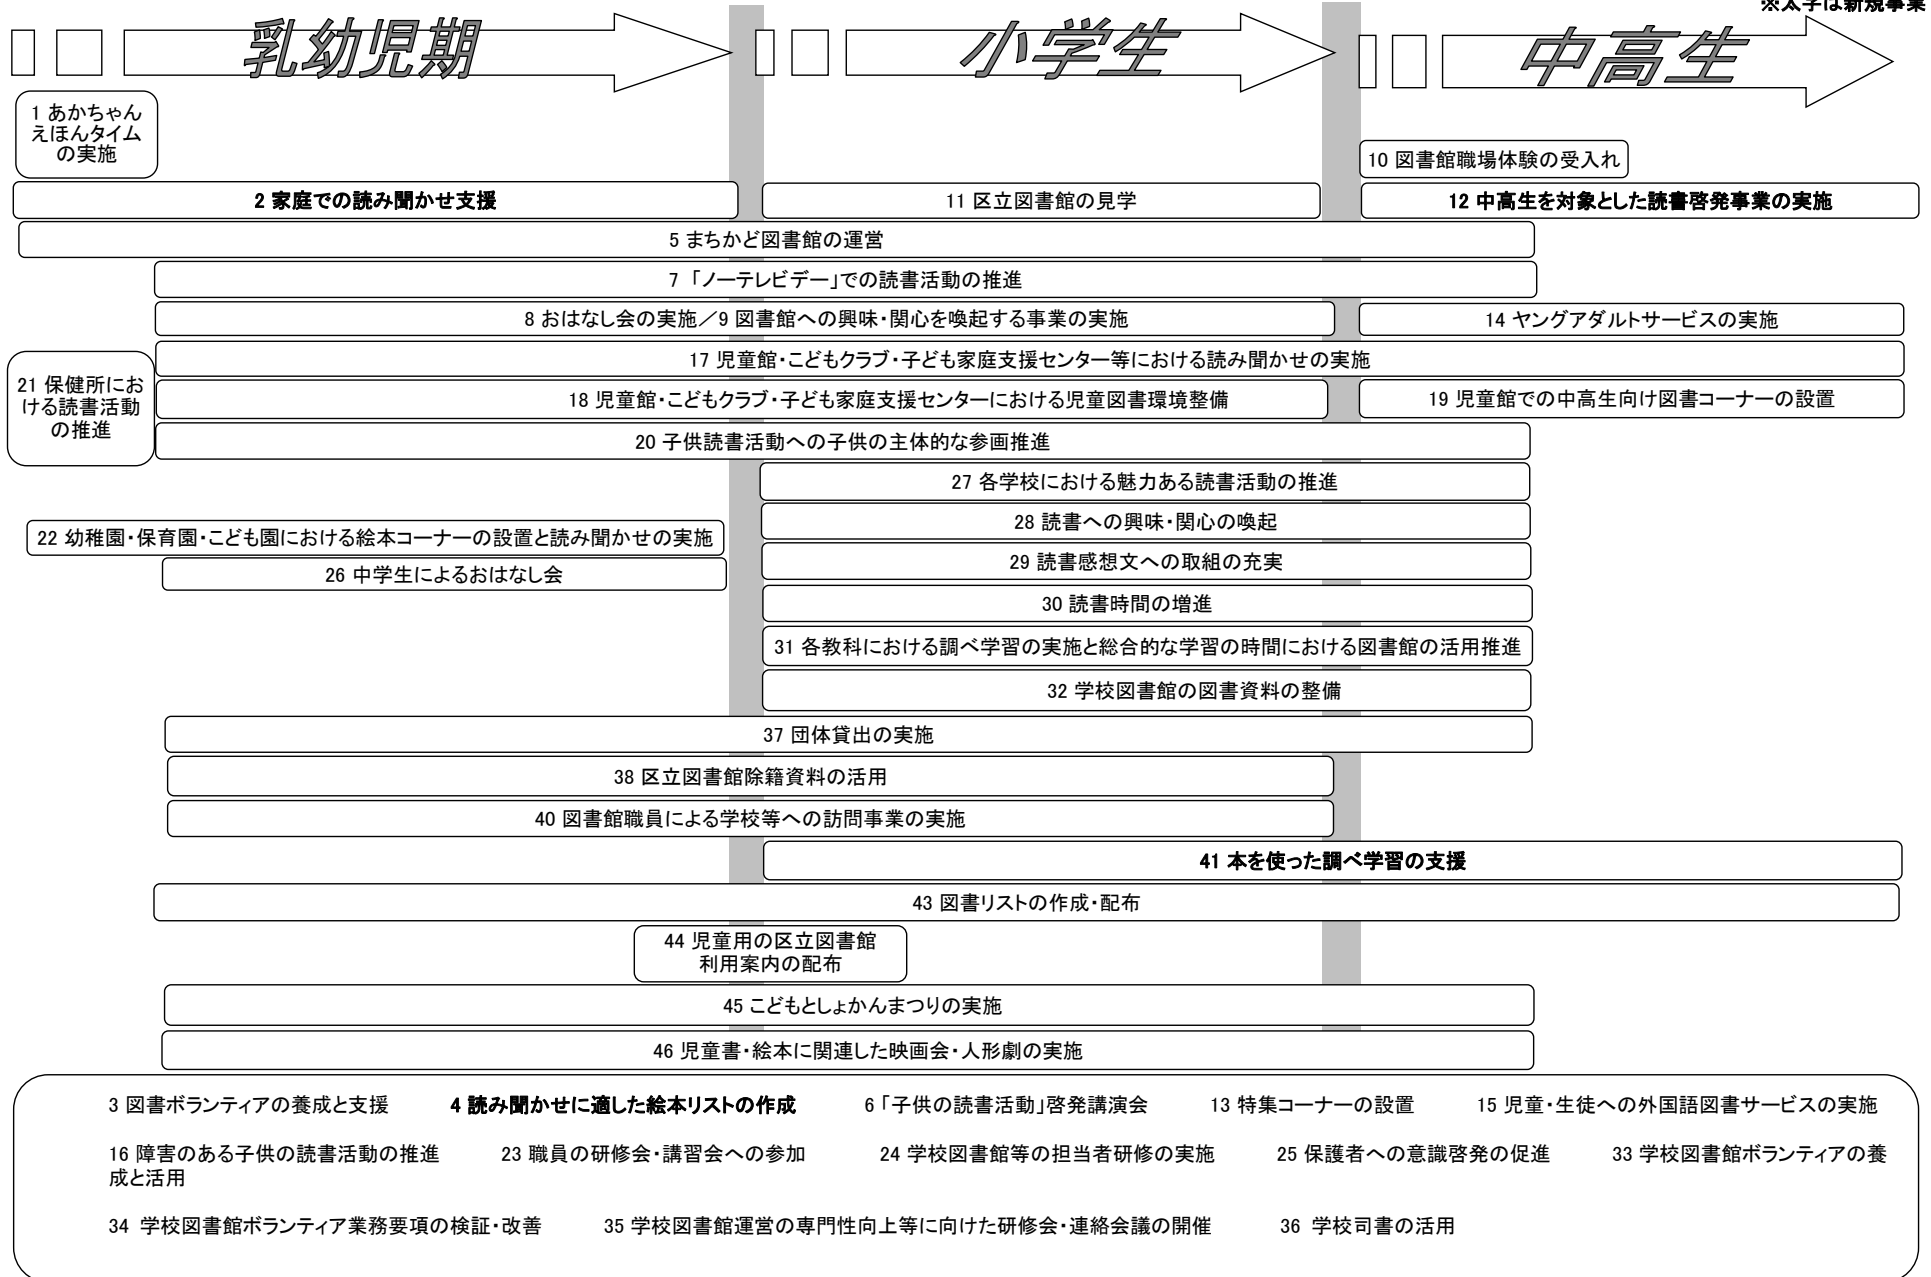 ※太字は新規事業
乳幼児期
小学生
中高生
1 あかちゃん
えほんタイム
の実施
10 図書館職場体験の受入れ
2 家庭での読み聞かせ支援
11 区立図書館の見学
12 中高生を対象とした読書啓発事業の実施
5 まちかど図書館の運営
7 「ノーテレビデー」での読書活動の推進
8 おはなし会の実施／9 図書館への興味・関心を喚起する事業の実施
14 ヤングアダルトサービスの実施
17 児童館・こどもクラブ・子ども家庭支援センター等における読み聞かせの実施
21 保健所にお
ける読書活動
の推進
18 児童館・こどもクラブ・子ども家庭支援センターにおける児童図書環境整備
19 児童館での中高生向け図書コーナーの設置
20 子供読書活動への子供の主体的な参画推進
27 各学校における魅力ある読書活動の推進
28 読書への興味・関心の喚起
22 幼稚園・保育園・こども園における絵本コーナーの設置と読み聞かせの実施
29 読書感想文への取組の充実
26 中学生によるおはなし会
30 読書時間の増進
31 各教科における調べ学習の実施と総合的な学習の時間における図書館の活用推進
32 学校図書館の図書資料の整備
37 団体貸出の実施
38 区立図書館除籍資料の活用
40 図書館職員による学校等への訪問事業の実施
41 本を使った調べ学習の支援
43 図書リストの作成・配布
44 児童用の区立図書館
利用案内の配布
45 こどもとしょかんまつりの実施
46 児童書・絵本に関連した映画会・人形劇の実施
3 図書ボランティアの養成と支援 4 読み聞かせに適した絵本リストの作成 6 「子供の読書活動」啓発講演会 13 特集コーナーの設置 15 児童・生徒への外国語図書サービスの実施
16 障害のある子供の読書活動の推進 23 職員の研修会・講習会への参加 24 学校図書館等の担当者研修の実施 25 保護者への意識啓発の促進 33 学校図書館ボランティアの養
成と活用
34 学校図書館ボランティア業務要項の検証・改善 35 学校図書館運営の専門性向上等に向けた研修会・連絡会議の開催 36 学校司書の活用